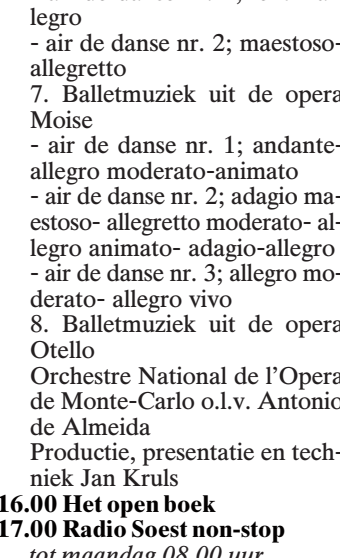 legro
- air de danse nr. 2; maestoso-
allegretto
7. Balletmuziek uit de opera
Moise
- air de danse nr. 1; andante-
allegro moderato-animato
- air de danse nr. 2; adagio ma-
estoso- allegretto moderato- al-
legro animato- adagio-allegro
- air de danse nr. 3; allegro mo-
derato- allegro vivo
8. Balletmuziek uit de opera
Otello
Orchestre National de l'Opera
de Monte-Carlo o.l.v. Antonio
de Almeida
Productie, presentatie en tech-
niek Jan Kruls
16.00 Het open boek
17.00 Radio Soest non-stop
tot maandag 08.00 uur